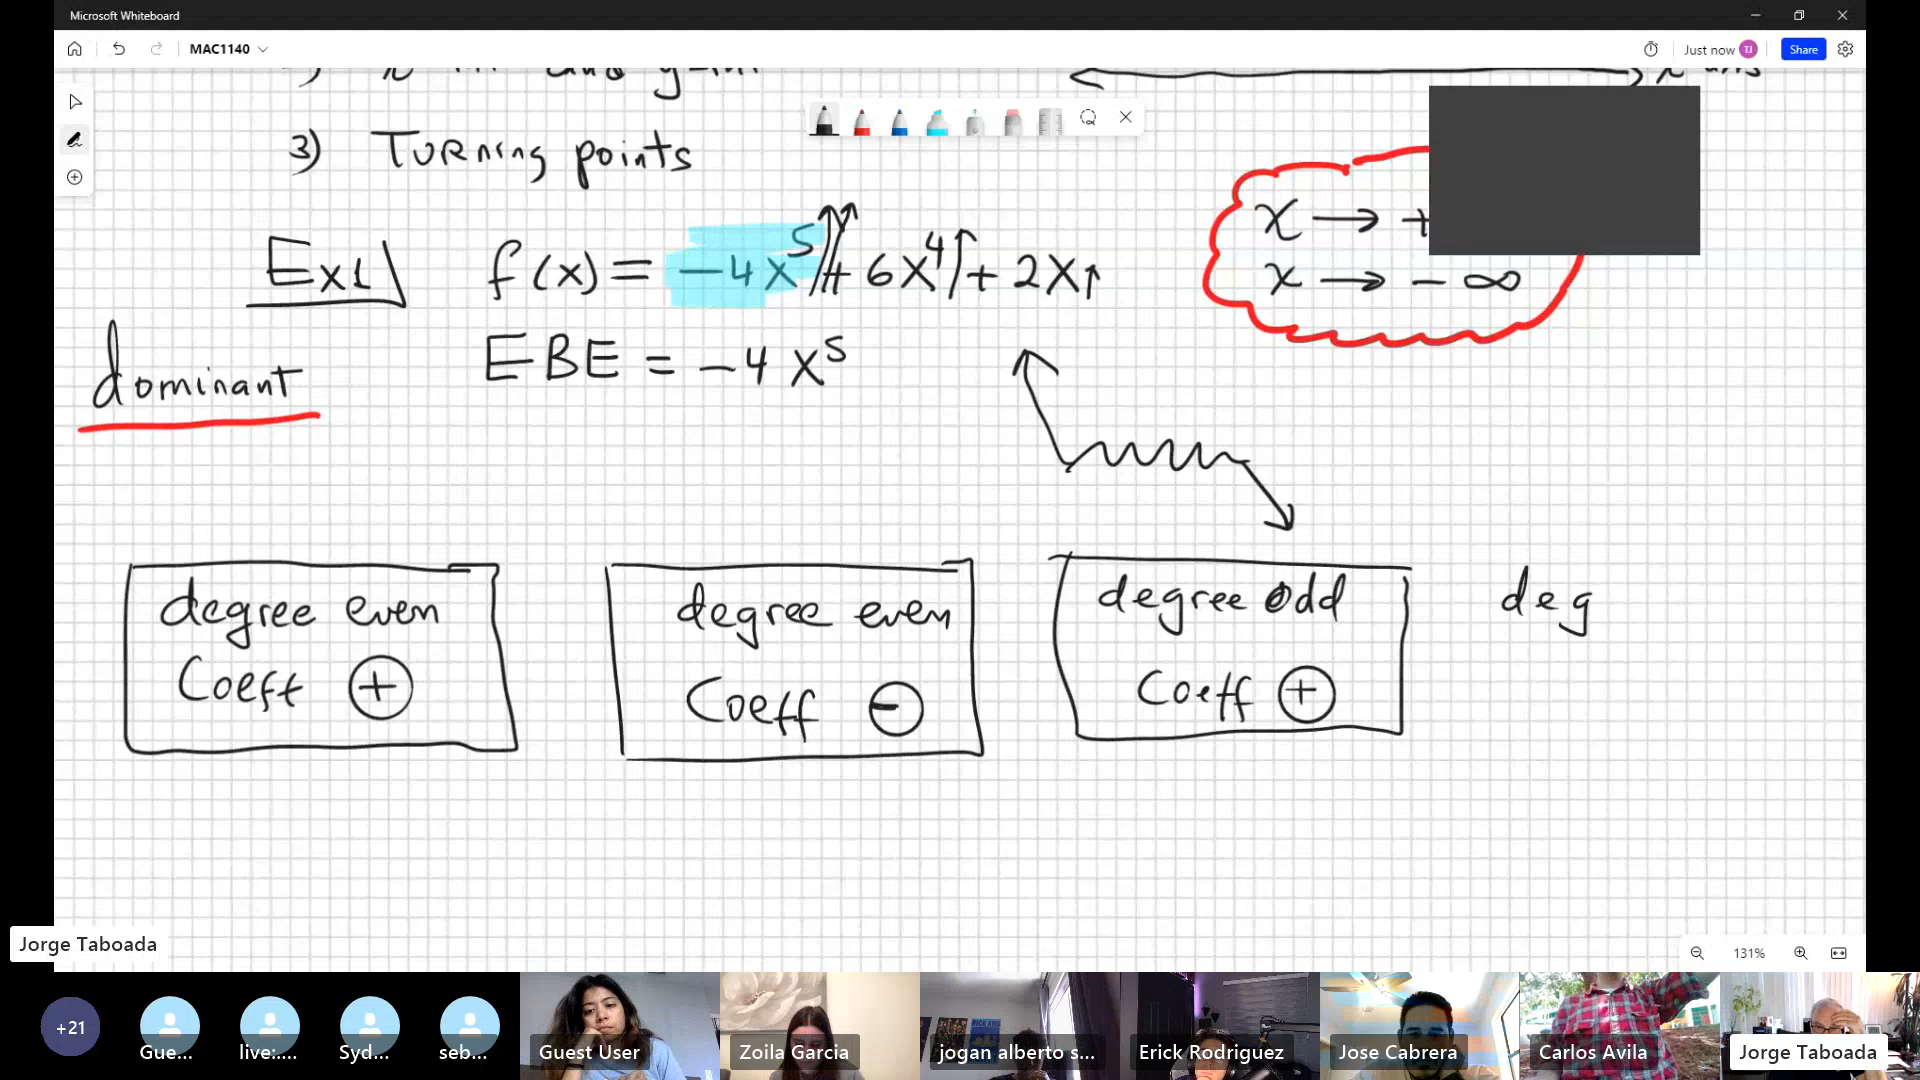 Microsoft Whiteboard
MAC1140
Just now TJ
Share
3) Turning points
Ex1 f(x) = -4x⁵ + 6x⁴ + 2x
x → +
x → - ∞
EBE = -4x⁵
dominant
degree even
Coeff +
degree even
Coeff -
degree odd
Coeff +
deg
Jorge Taboada
131%
+21
Gue...
live:...
Syd...
seb...
Guest User
Zoila Garcia
jogan alberto s...
Erick Rodriguez
Jose Cabrera
Carlos Avila
Jorge Taboada